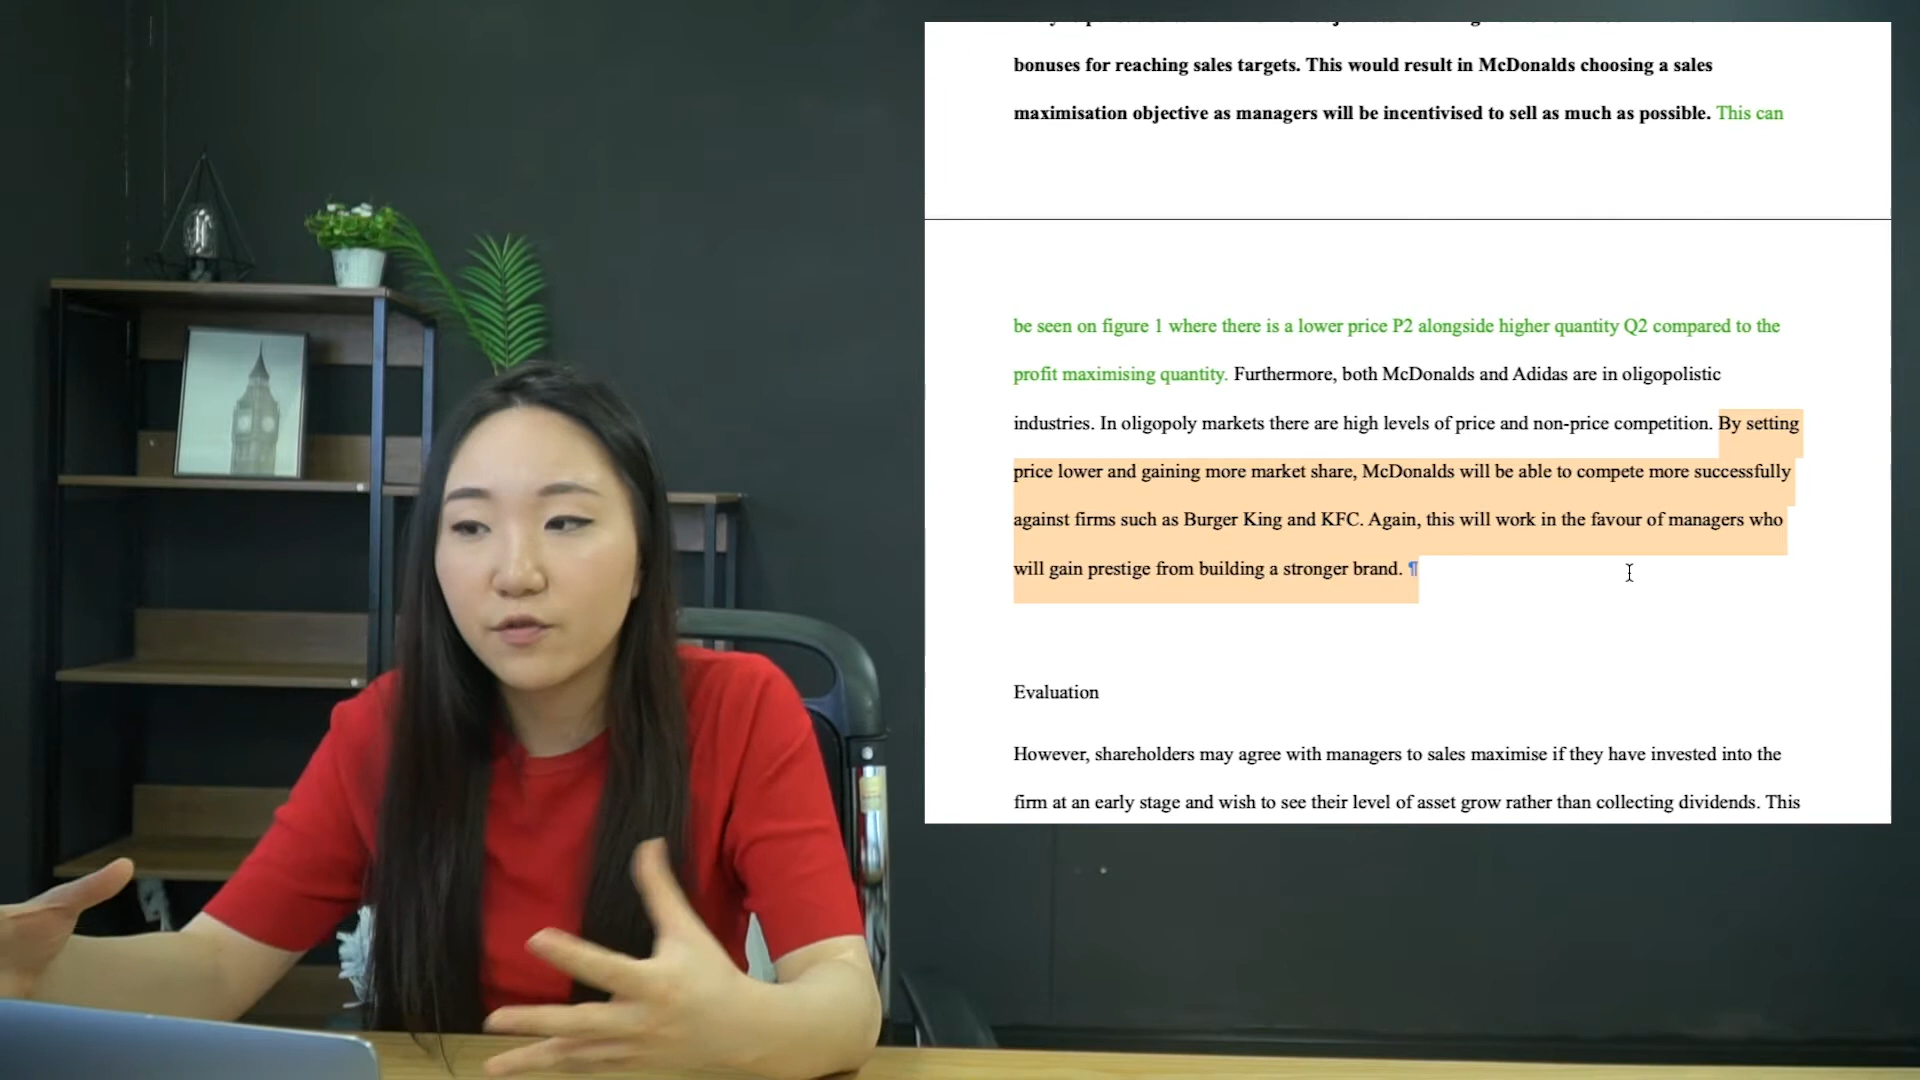 bonuses for reaching sales targets. This would result in McDonalds choosing a sales
maximisation objective as managers will be incentivised to sell as much as possible. This can
be seen on figure 1 where there is a lower price P2 alongside higher quantity Q2 compared to the
profit maximising quantity. Furthermore, both McDonalds and Adidas are in oligopolistic
industries. In oligopoly markets there are high levels of price and non-price competition. By setting
price lower and gaining more market share, McDonalds will be able to compete more successfully
against firms such as Burger King and KFC. Again, this will work in the favour of managers who
will gain prestige from building a stronger brand. ¶
Evaluation
However, shareholders may agree with managers to sales maximise if they have invested into the
firm at an early stage and wish to see their level of asset grow rather than collecting dividends. This